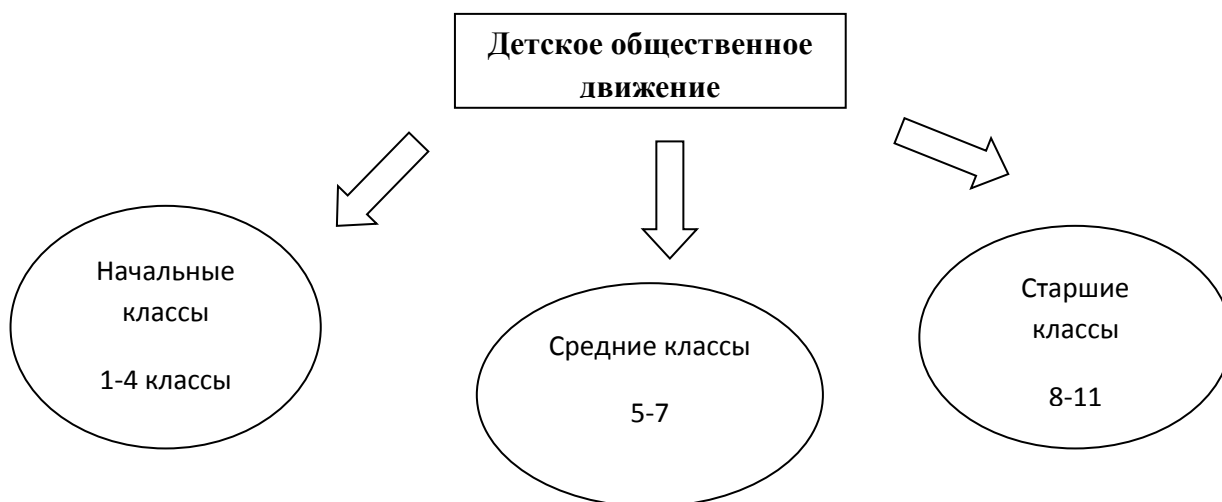 Детское общественное
движение
Начальные
классы
1-4 классы
Средние классы
5-7
Старшие
классы
8-11